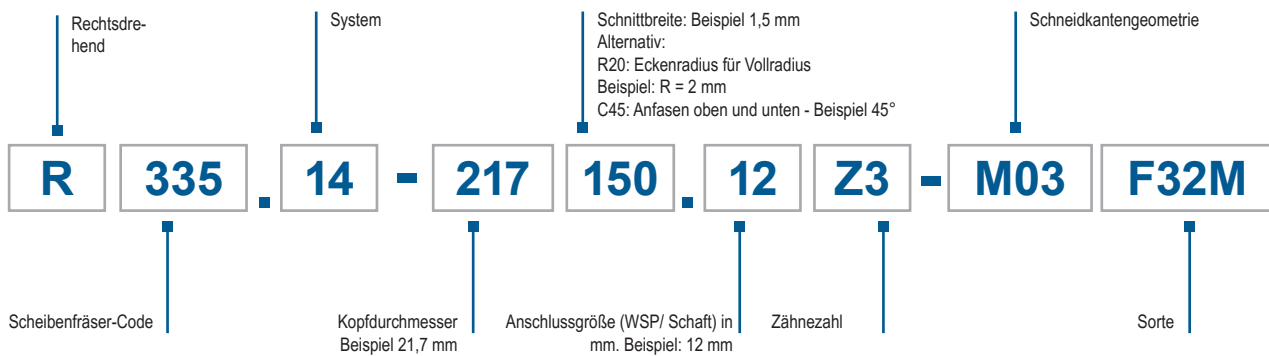 Rechtsdre-
hend
System
Schnittbreite: Beispiel 1,5 mm
Alternativ:
R20: Eckenradius für Vollradius
Beispiel: R = 2 mm
C45: Anfasen oben und unten - Beispiel 45°
Schneidkantengeometrie
R 335 . 14 - 217 150 . 12 Z3 - M03 F32M
Scheibenfräser-Code
Kopfdurchmesser
Beispiel 21,7 mm
Anschlussgröße (WSP/ Schaft) in
mm. Beispiel: 12 mm
Zähnezahl
Sorte